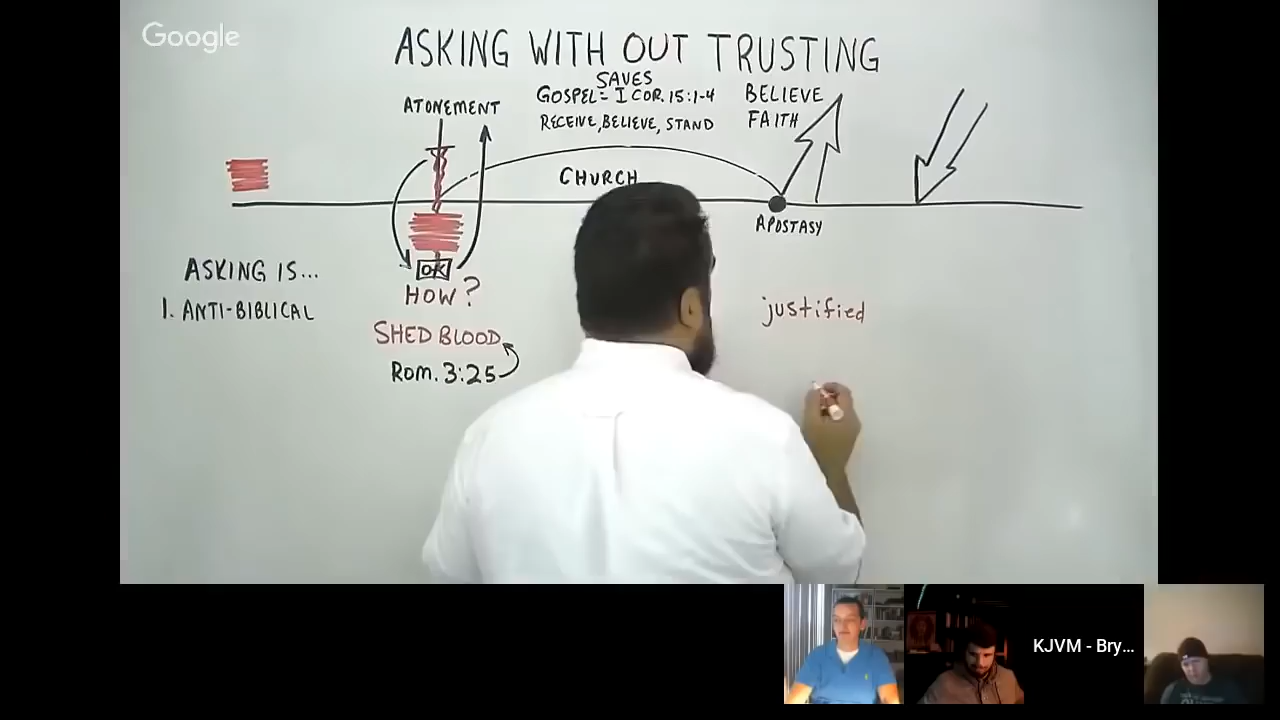 Google
ASKING WITH OUT TRUSTING
SAVES
GOSPEL = I COR. 15:1-4
RECEIVE, BELIEVE, STAND
ATONEMENT
BELIEVE
FAITH
CHURCH
APOSTASY
ASKING IS...
1. ANTI-BIBLICAL
OK
HOW?
SHED BLOOD
ROM. 3:25
justified
KJVM - Bry...